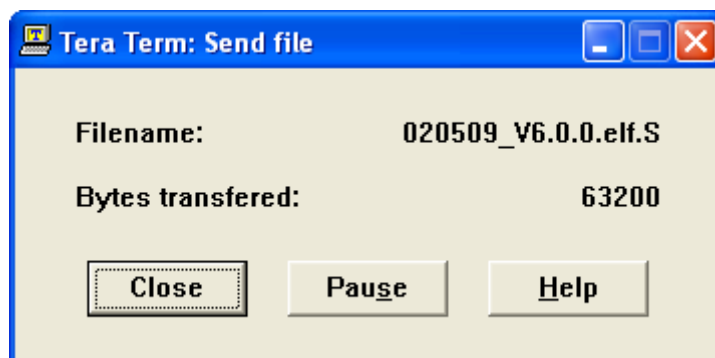 Tera Term: Send file
Filename: 020509_V6.0.0.elf.S
Bytes transfered: 63200
Close Pause Help